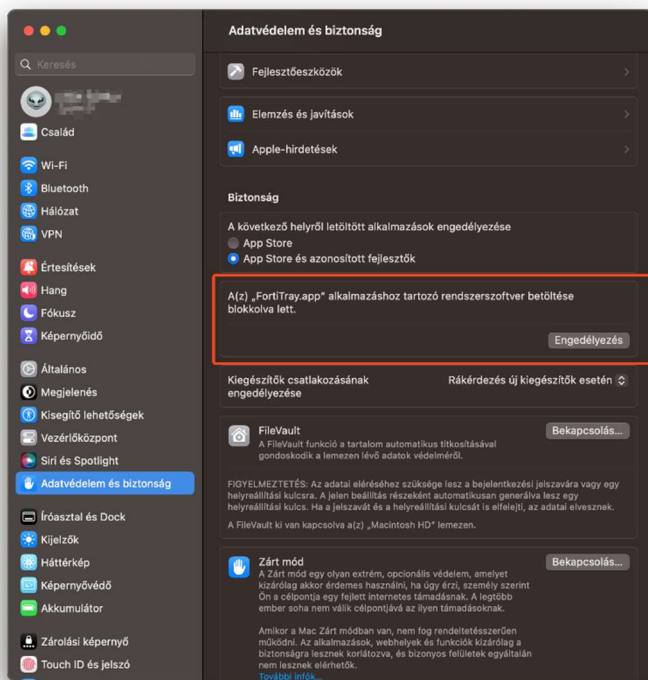 Adatvédelem és biztonság
Keresés
Család
Wi-Fi
Bluetooth
Hálózat
VPN
Értesítések
Hang
Fókusz
Képernyőidő
Általános
Megjelenés
Kisegítő lehetőségek
Vezérlőközpont
Siri és Spotlight
Adatvédelem és biztonság
Íróasztal és Dock
Kijelzők
Háttérkép
Képernyővédő
Akkumulátor
Zárolási képernyő
Touch ID és jelszó
Fejlesztőeszközök
Elemzés és javítások
Apple-hirdetések
Biztonság
A következő helyről letöltött alkalmazások engedélyezése
App Store
App Store és azonosított fejlesztők
A(z) „FortiTray.app” alkalmazáshoz tartozó rendszerszoftver betöltése
blokkolva lett.
Engedélyezés
Kiegészítők csatlakozásának
engedélyezése
Rákérdezés új kiegészítők esetén
FileVault
Bekapcsolás...
A FileVault funkció a tartalom automatikus titkosításával
gondoskodik a lemezen lévő adatok védelméről.
FIGYELMEZTETÉS: Az adatai eléréséhez szüksége lesz a bejelentkezési jelszavára vagy egy
helyreállítási kulcsra. A jelen beállítás részeként automatikusan generálva lesz egy
helyreállítási kulcs. Ha a jelszavát és a helyreállítási kulcsát is elfelejti, az adatai elvesznek.
A FileVault ki van kapcsolva a(z) „Macintosh HD” lemezen.
Zárt mód
Bekapcsolás...
A Zárt mód egy olyan extrém, opcionális védelem, amelyet
kizárólag akkor érdemes használni, ha úgy érzi, személy szerint
Ön a célpontja egy fejlett internetes támadásnak. A legtöbb
ember soha nem válik célpontjává az ilyen támadásoknak.
Amikor a Mac Zárt módban van, nem fog rendeltetésszerűen
működni. Az alkalmazások, webhelyek és funkciók kizárólag a
biztonságra lesznek korlátozva, és bizonyos felületek egyáltalán
nem lesznek elérhetők.
További infók...